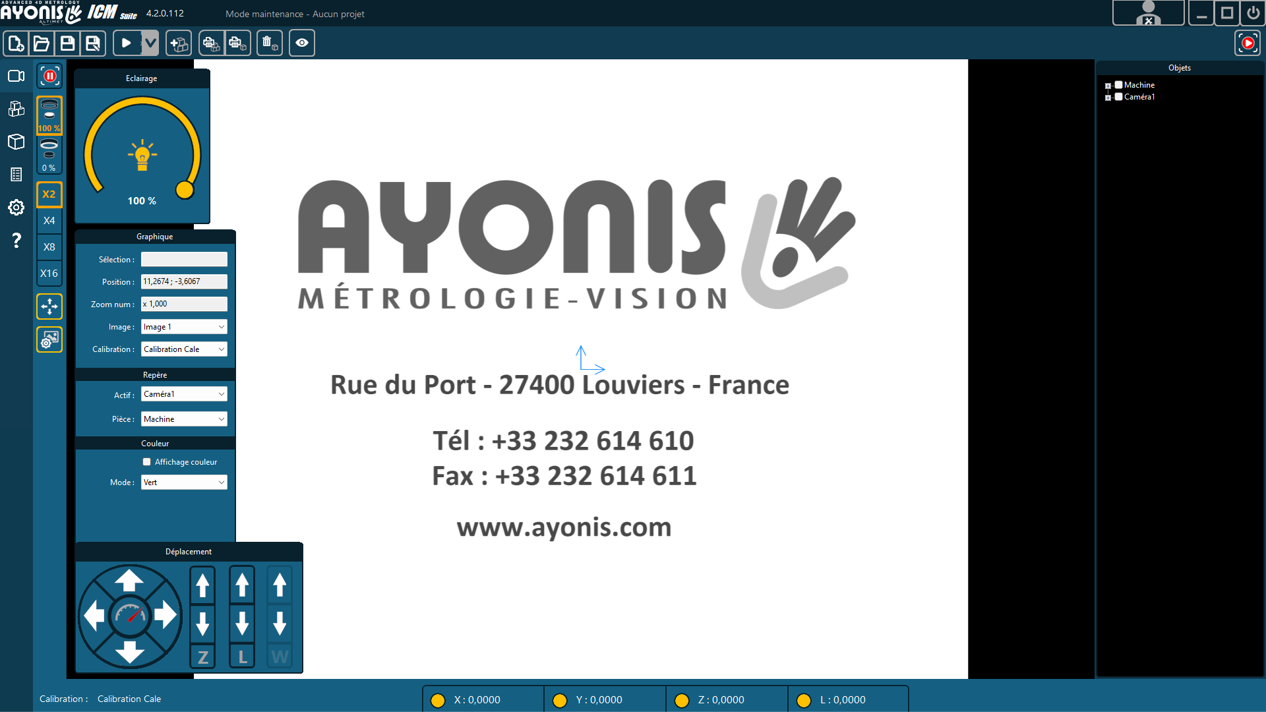 ADVANCED 4D METROLOGY
AYONIS
ALTIMET
ICM Suite
4.2.0.112
Mode maintenance - Aucun projet
Eclairage
100 %
100 %
0 %
X2
X4
X8
X16
Graphique
Sélection :
Position : 11,2674 ; -3,6067
Zoom num : x 1,000
Image : Image 1
Calibration : Calibration Cale
Repère
Actif : Caméra1
Pièce : Machine
Couleur
Affichage couleur
Mode : Vert
Déplacement
Z L W
AYONIS
MÉTROLOGIE-VISION
Rue du Port - 27400 Louviers - France
Tél : +33 232 614 610
Fax : +33 232 614 611
www.ayonis.com
Objets
Machine
Caméra1
Calibration : Calibration Cale
X : 0,0000
Y : 0,0000
Z : 0,0000
L : 0,0000